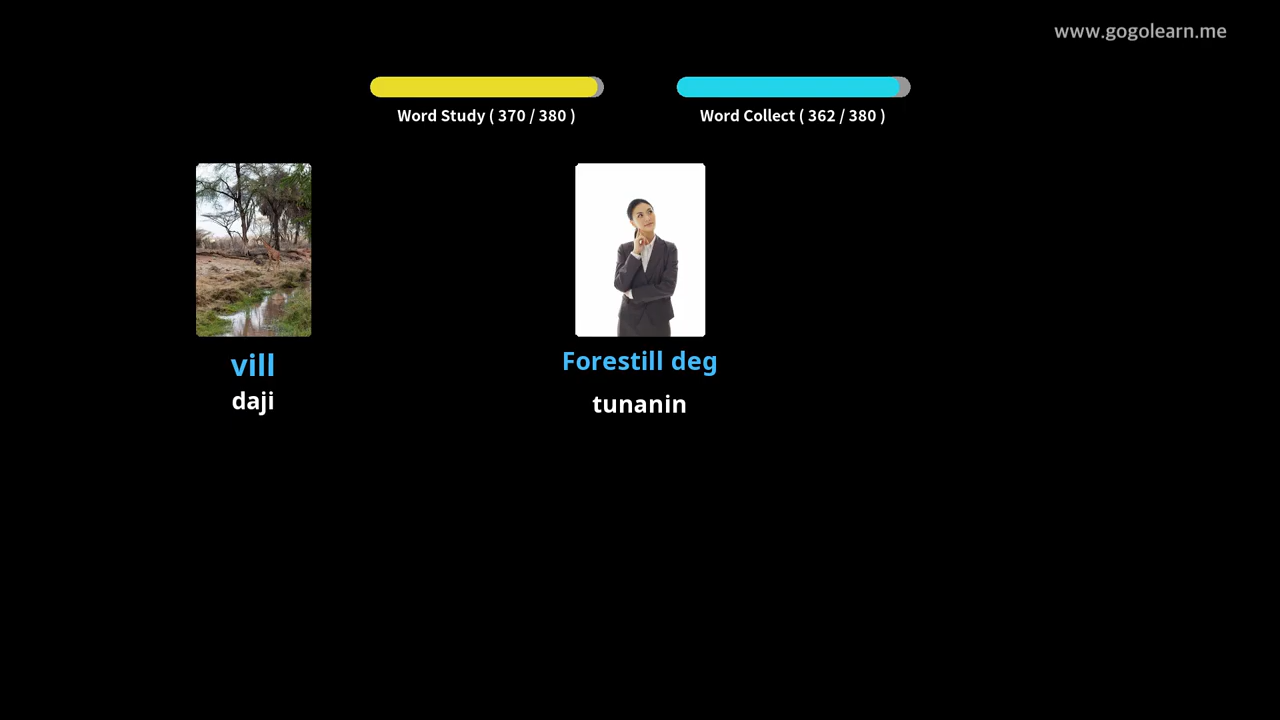 www.gogolearn.me
Word Study ( 370 / 380 )
Word Collect ( 362 / 380 )
vill
daji
Forestill deg
tunanin